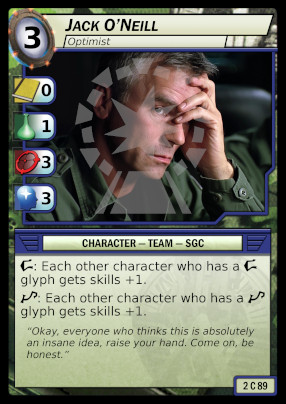 3
JACK O'NEILL
Optimist
0
1
3
3
CHARACTER – TEAM – SGC
: Each other character who has a
glyph gets skills +1.
: Each other character who has a
glyph gets skills +1.
“Okay, everyone who thinks this is absolutely
an insane idea, raise your hand. Come on, be
honest.”
2 C 89